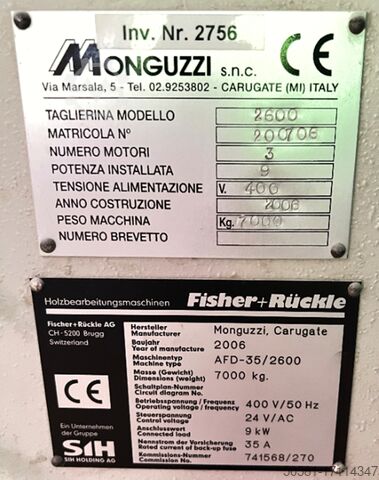 Inv. Nr. 2756
MONGUZZI s.n.c. CE
Via Marsala, 5 - Tel. 02.9253802 - CARUGATE (MI) ITALY
TAGLIERINA MODELLO 2600
MATRICOLA N° 200706
NUMERO MOTORI 3
POTENZA INSTALLATA 9
TENSIONE ALIMENTAZIONE V. 400
ANNO COSTRUZIONE 2006
PESO MACCHINA Kg. 7000
NUMERO BREVETTO
Holzbearbeitungsmaschinen Fisher+Rückle
Fischer+Rückle AG
CH-5200 Brugg
Switzerland
CE
Ein Unternehmen
der Gruppe
SIH
SIH HOLDING AG
Hersteller
Manufacturer Monguzzi, Carugate
Baujahr
Year of manufacture 2006
Maschinentyp
Machine type AFD-35/2600
Masse (Gewicht)
Dimensions (weight) 7000 kg.
Schaltplan-Nummer
Circuit diagram No.
Betriebsspannung / Frequenz
Operating voltage / frequency 400 V/50 Hz
Steuerspannung
Control voltage 24 V/AC
Anschlusswert
Connected load 9 kW
Nennstrom der Versicherung
Rated current of back-up fuse 35 A
Kommissions-Nummer
Commission No. 741568/270
56581-17114347